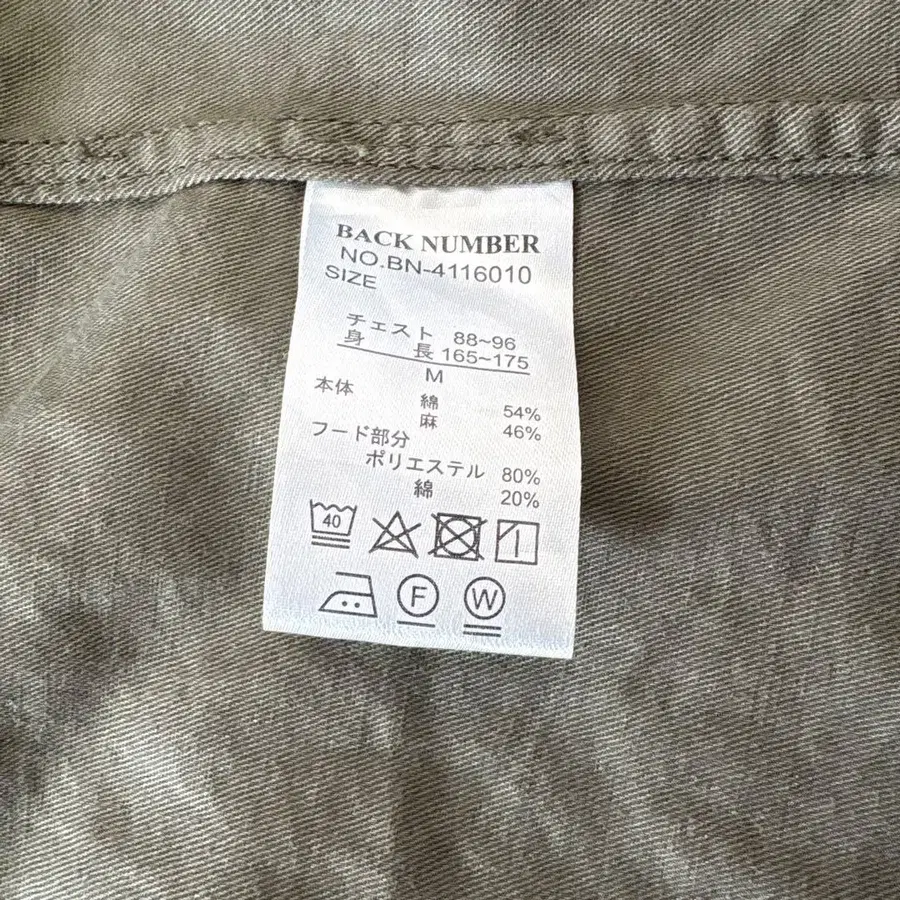 BACK NUMBER
NO.BN-4116010
SIZE
チェスト 88~96
身 長 165~175
M
本体 綿 54%
麻 46%
フード部分
ポリエステル 80%
綿 20%
40
F W